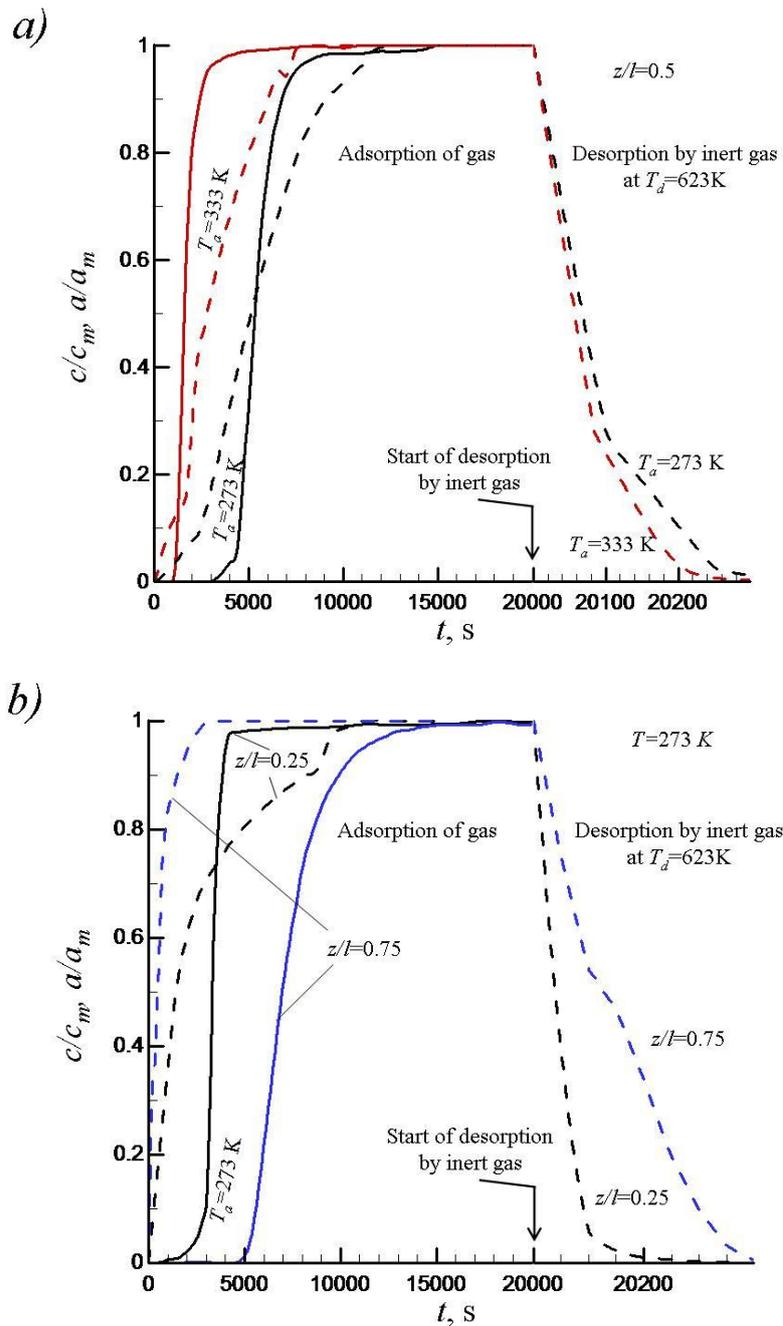 a)
1
0.8
0.6
0.4
0.2
0
c/c_m, a/a_m
z/l=0.5
Adsorption of gas
Desorption by inert gas
at T_d=623K
T_a=333 K
T_a=273 K
Start of desorption
by inert gas
T_a=273 K
T_a=333 K
0 5000 10000 15000 20000 20100 20200
t, s
b)
1
0.8
0.6
0.4
0.2
0
c/c_m, a/a_m
T=273 K
z/l=0.25
Adsorption of gas
Desorption by inert gas
at T_d=623K
z/l=0.75
z/l=0.75
T_a=273 K
Start of desorption
by inert gas
z/l=0.25
0 5000 10000 15000 20000 20200
t, s